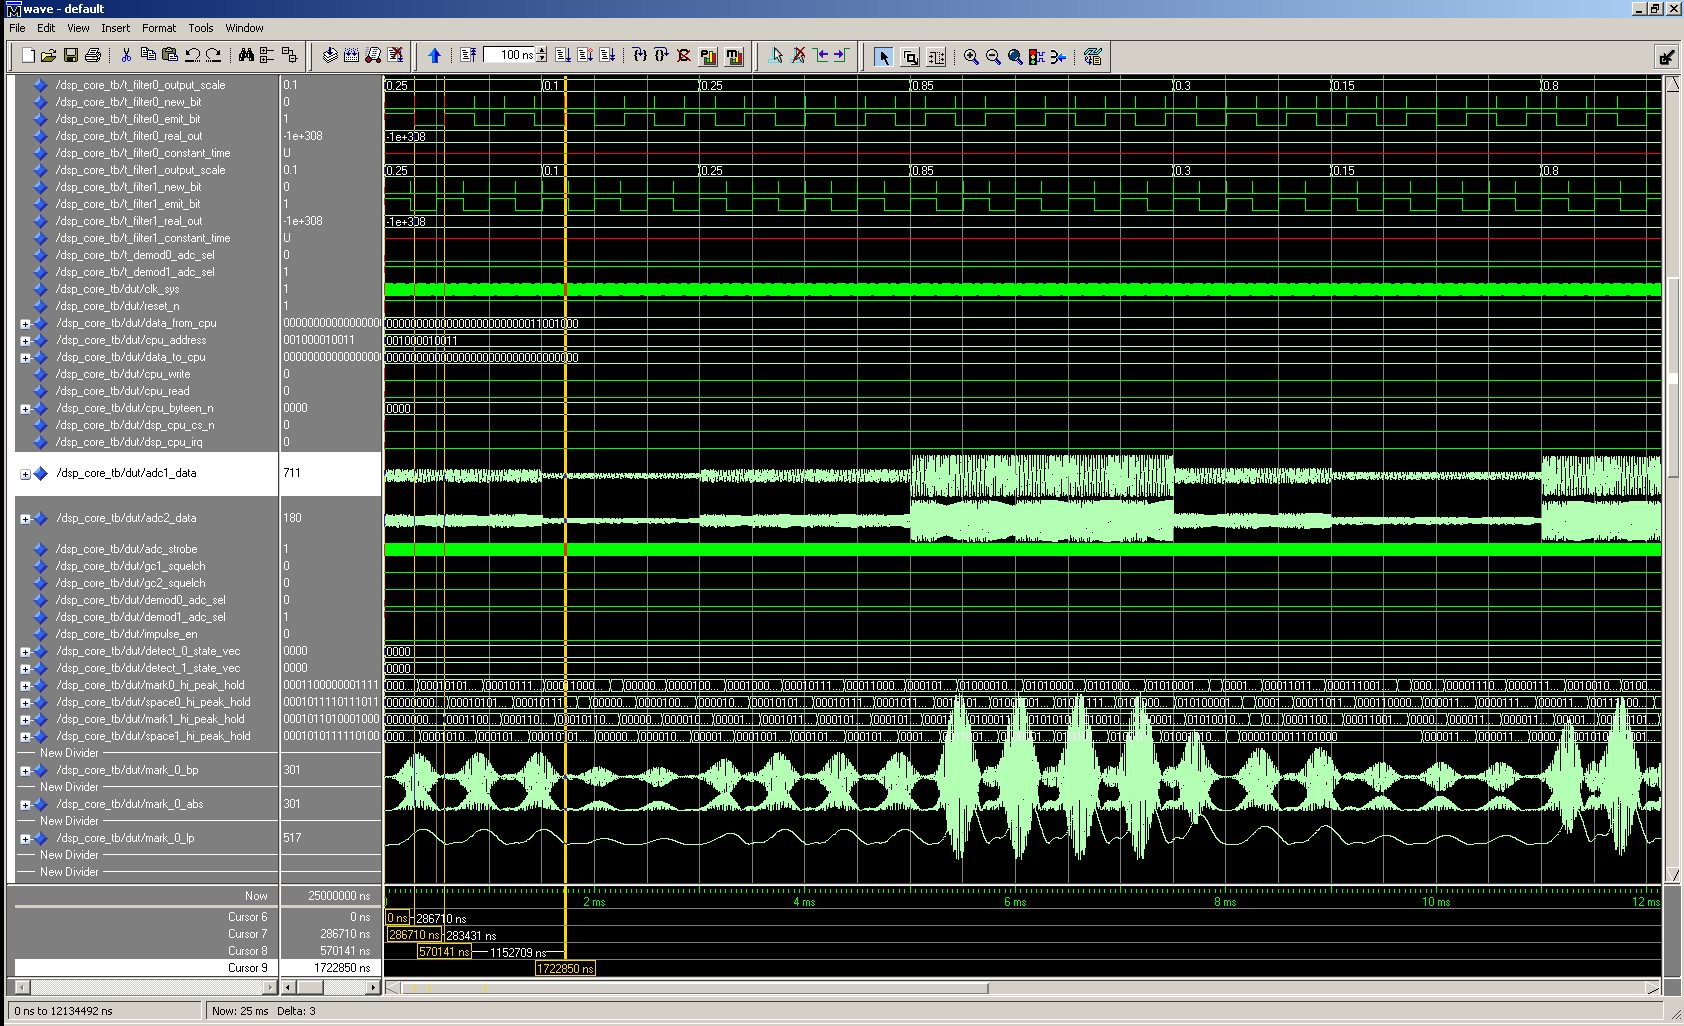 wave - default
File Edit View Insert Format Tools Window
100 ns
/dsp_core_tb/t_filter0_output_scale 0.1 0.25 0.1 0.25 0.85 0.3 0.15 0.8
/dsp_core_tb/t_filter0_new_bit 0
/dsp_core_tb/t_filter0_emit_bit 1
/dsp_core_tb/t_filter0_real_out -1e+308 -1e+308
/dsp_core_tb/t_filter0_constant_time U
/dsp_core_tb/t_filter1_output_scale 0.1 0.25 0.1 0.25 0.85 0.3 0.15 0.8
/dsp_core_tb/t_filter1_new_bit 0
/dsp_core_tb/t_filter1_emit_bit 1
/dsp_core_tb/t_filter1_real_out -1e+308 -1e+308
/dsp_core_tb/t_filter1_constant_time U
/dsp_core_tb/t_demod0_adc_sel 0
/dsp_core_tb/t_demod1_adc_sel 1
/dsp_core_tb/dut/clk_sys 1
/dsp_core_tb/dut/reset_n 1
/dsp_core_tb/dut/data_from_cpu
/dsp_core_tb/dut/cpu_address 001000010011 001000010011
/dsp_core_tb/dut/data_to_cpu
/dsp_core_tb/dut/cpu_write 0
/dsp_core_tb/dut/cpu_read 0
/dsp_core_tb/dut/cpu_byteen_n 0000 0000
/dsp_core_tb/dut/dsp_cpu_cs_n 0
/dsp_core_tb/dut/dsp_cpu_irq 0
/dsp_core_tb/dut/adc1_data 711
/dsp_core_tb/dut/adc2_data 180
/dsp_core_tb/dut/adc_strobe 1
/dsp_core_tb/dut/gc1_squelch 0
/dsp_core_tb/dut/gc2_squelch 0
/dsp_core_tb/dut/demod0_adc_sel 0
/dsp_core_tb/dut/demod1_adc_sel 1
/dsp_core_tb/dut/impulse_en 0
/dsp_core_tb/dut/detect_0_state_vec 0000 0000
/dsp_core_tb/dut/detect_1_state_vec 0000 0000
/dsp_core_tb/dut/mark0_hi_peak_hold 0001100000001111
/dsp_core_tb/dut/space0_hi_peak_hold 0001011110111011
/dsp_core_tb/dut/mark1_hi_peak_hold 0001011010001000
/dsp_core_tb/dut/space1_hi_peak_hold 0001010111110100 0000100011101000
New Divider
/dsp_core_tb/dut/mark_0_bp 301
New Divider
/dsp_core_tb/dut/mark_0_abs 301
New Divider
/dsp_core_tb/dut/mark_0_lp 517
New Divider
New Divider
Now 25000000 ns 2 ms 4 ms 6 ms 8 ms 10 ms 12 ms
Cursor 6 0 ns 0 ns 286710 ns
Cursor 7 286710 ns 286710 ns 283431 ns
Cursor 8 570141 ns 570141 ns 1152709 ns
Cursor 9 1722850 ns 1722850 ns
0 ns to 12134492 ns Now: 25 ms Delta: 3